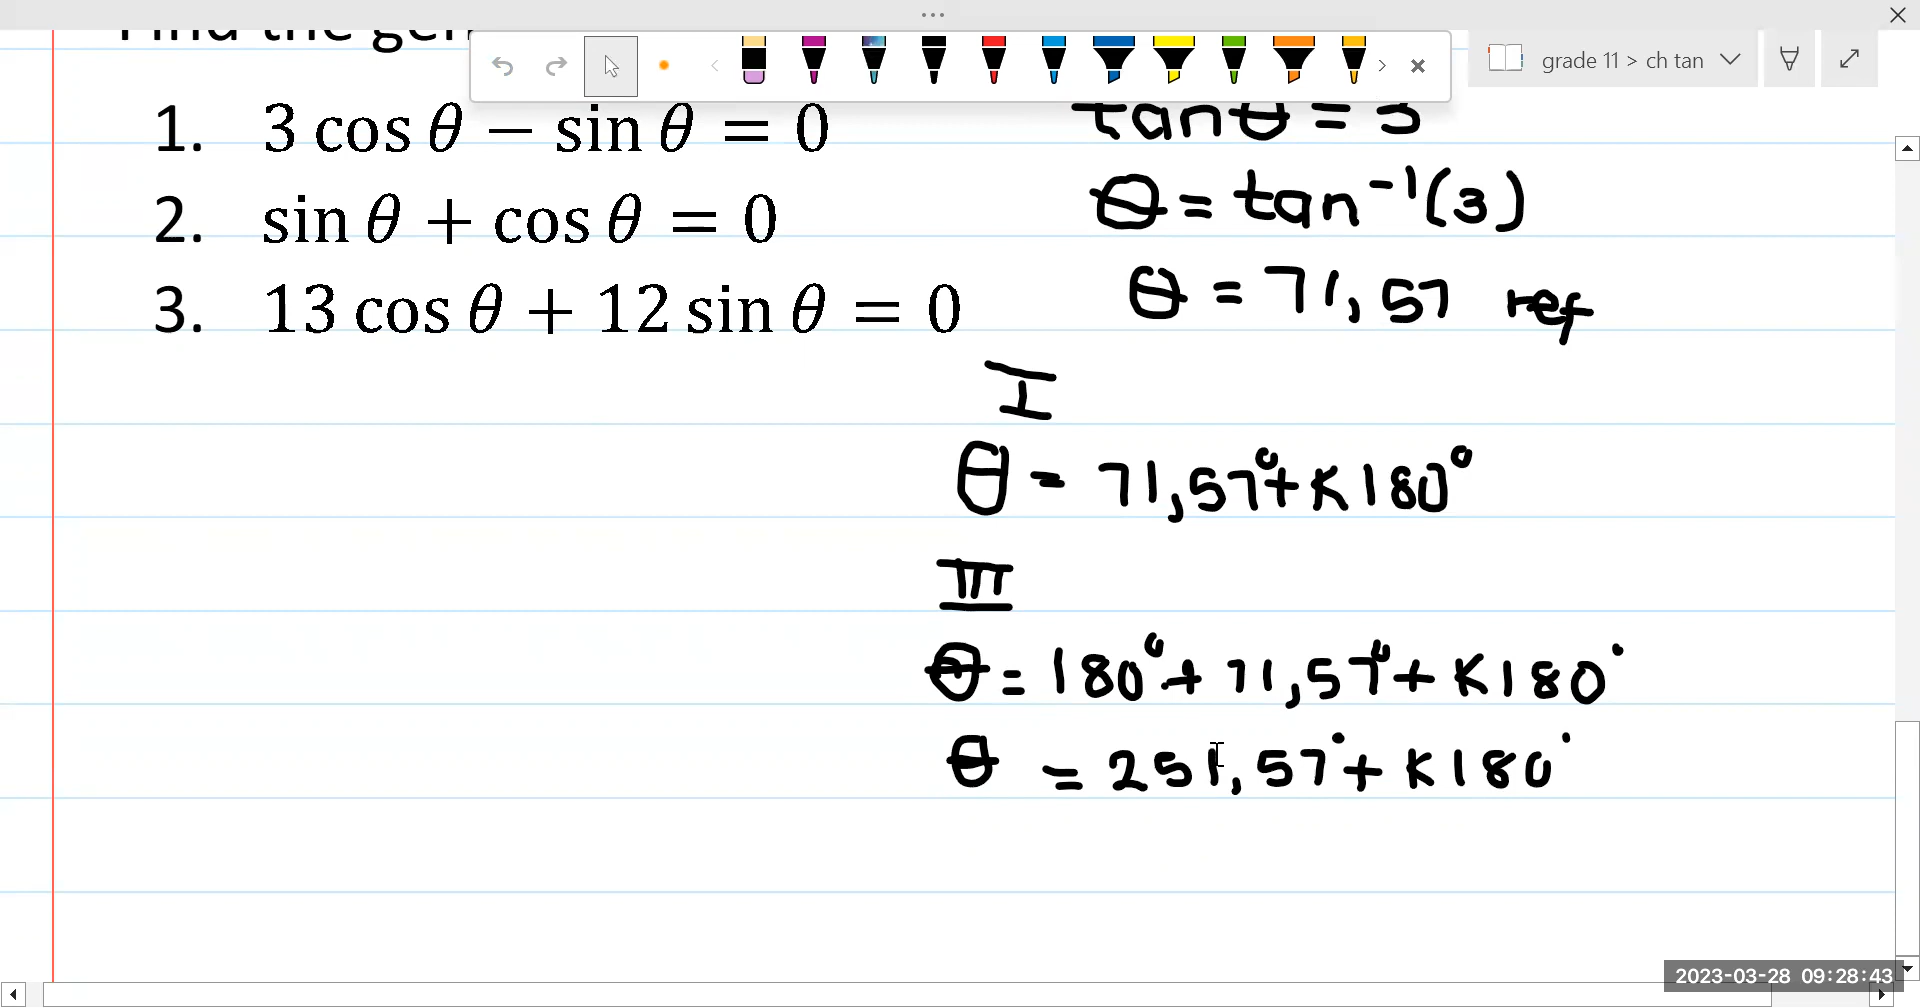 grade 11 > ch tan
1. 3 cos θ − sin θ = 0
2. sin θ + cos θ = 0
3. 13 cos θ + 12 sin θ = 0
tan θ = 3
θ = tan⁻¹(3)
θ = 71,57 ref
I
θ = 71,57° + K180°
III
θ = 180° + 71,57° + K180°
θ = 251,57° + K180°
2023-03-28 09:28:43